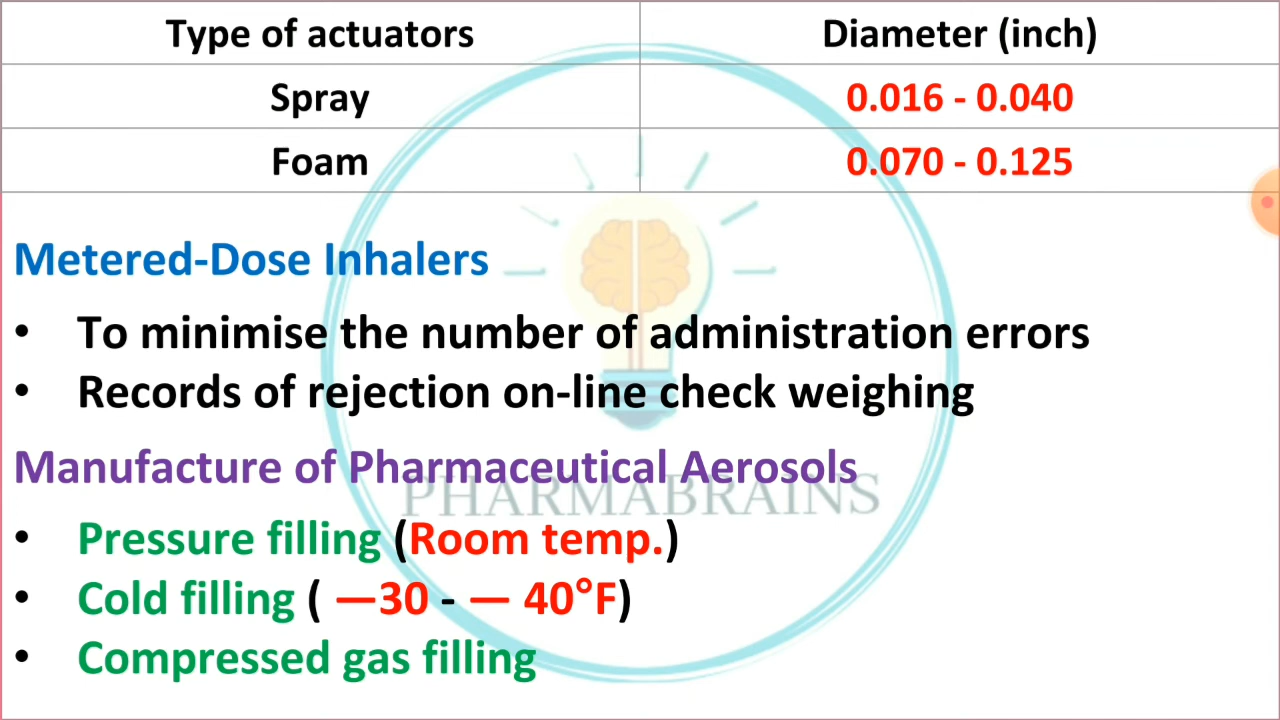 Type of actuators Diameter (inch)
Spray 0.016 - 0.040
Foam 0.070 - 0.125
Metered-Dose Inhalers
• To minimise the number of administration errors
• Records of rejection on-line check weighing
Manufacture of Pharmaceutical Aerosols
PHARMABRAINS
• Pressure filling (Room temp.)
• Cold filling ( —30 - — 40°F)
• Compressed gas filling